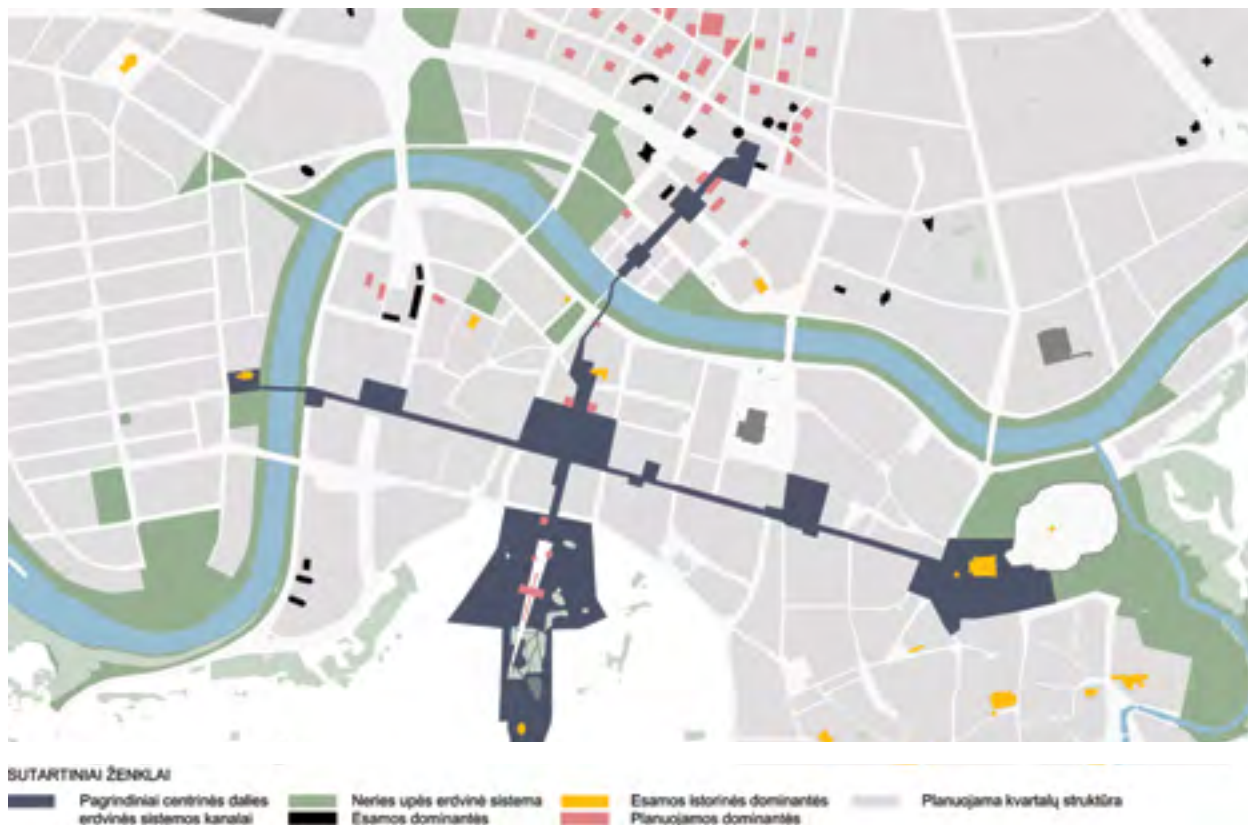 SUTARTINIAI ŽENKLAI
Pagrindiniai centrinės dalies
erdvinės sistemos kanalai
Neries upės erdvinė sistema
Esamos dominantės
Esamos istorinės dominantės
Planuojamos dominantės
Planuojama kvartalų struktūra